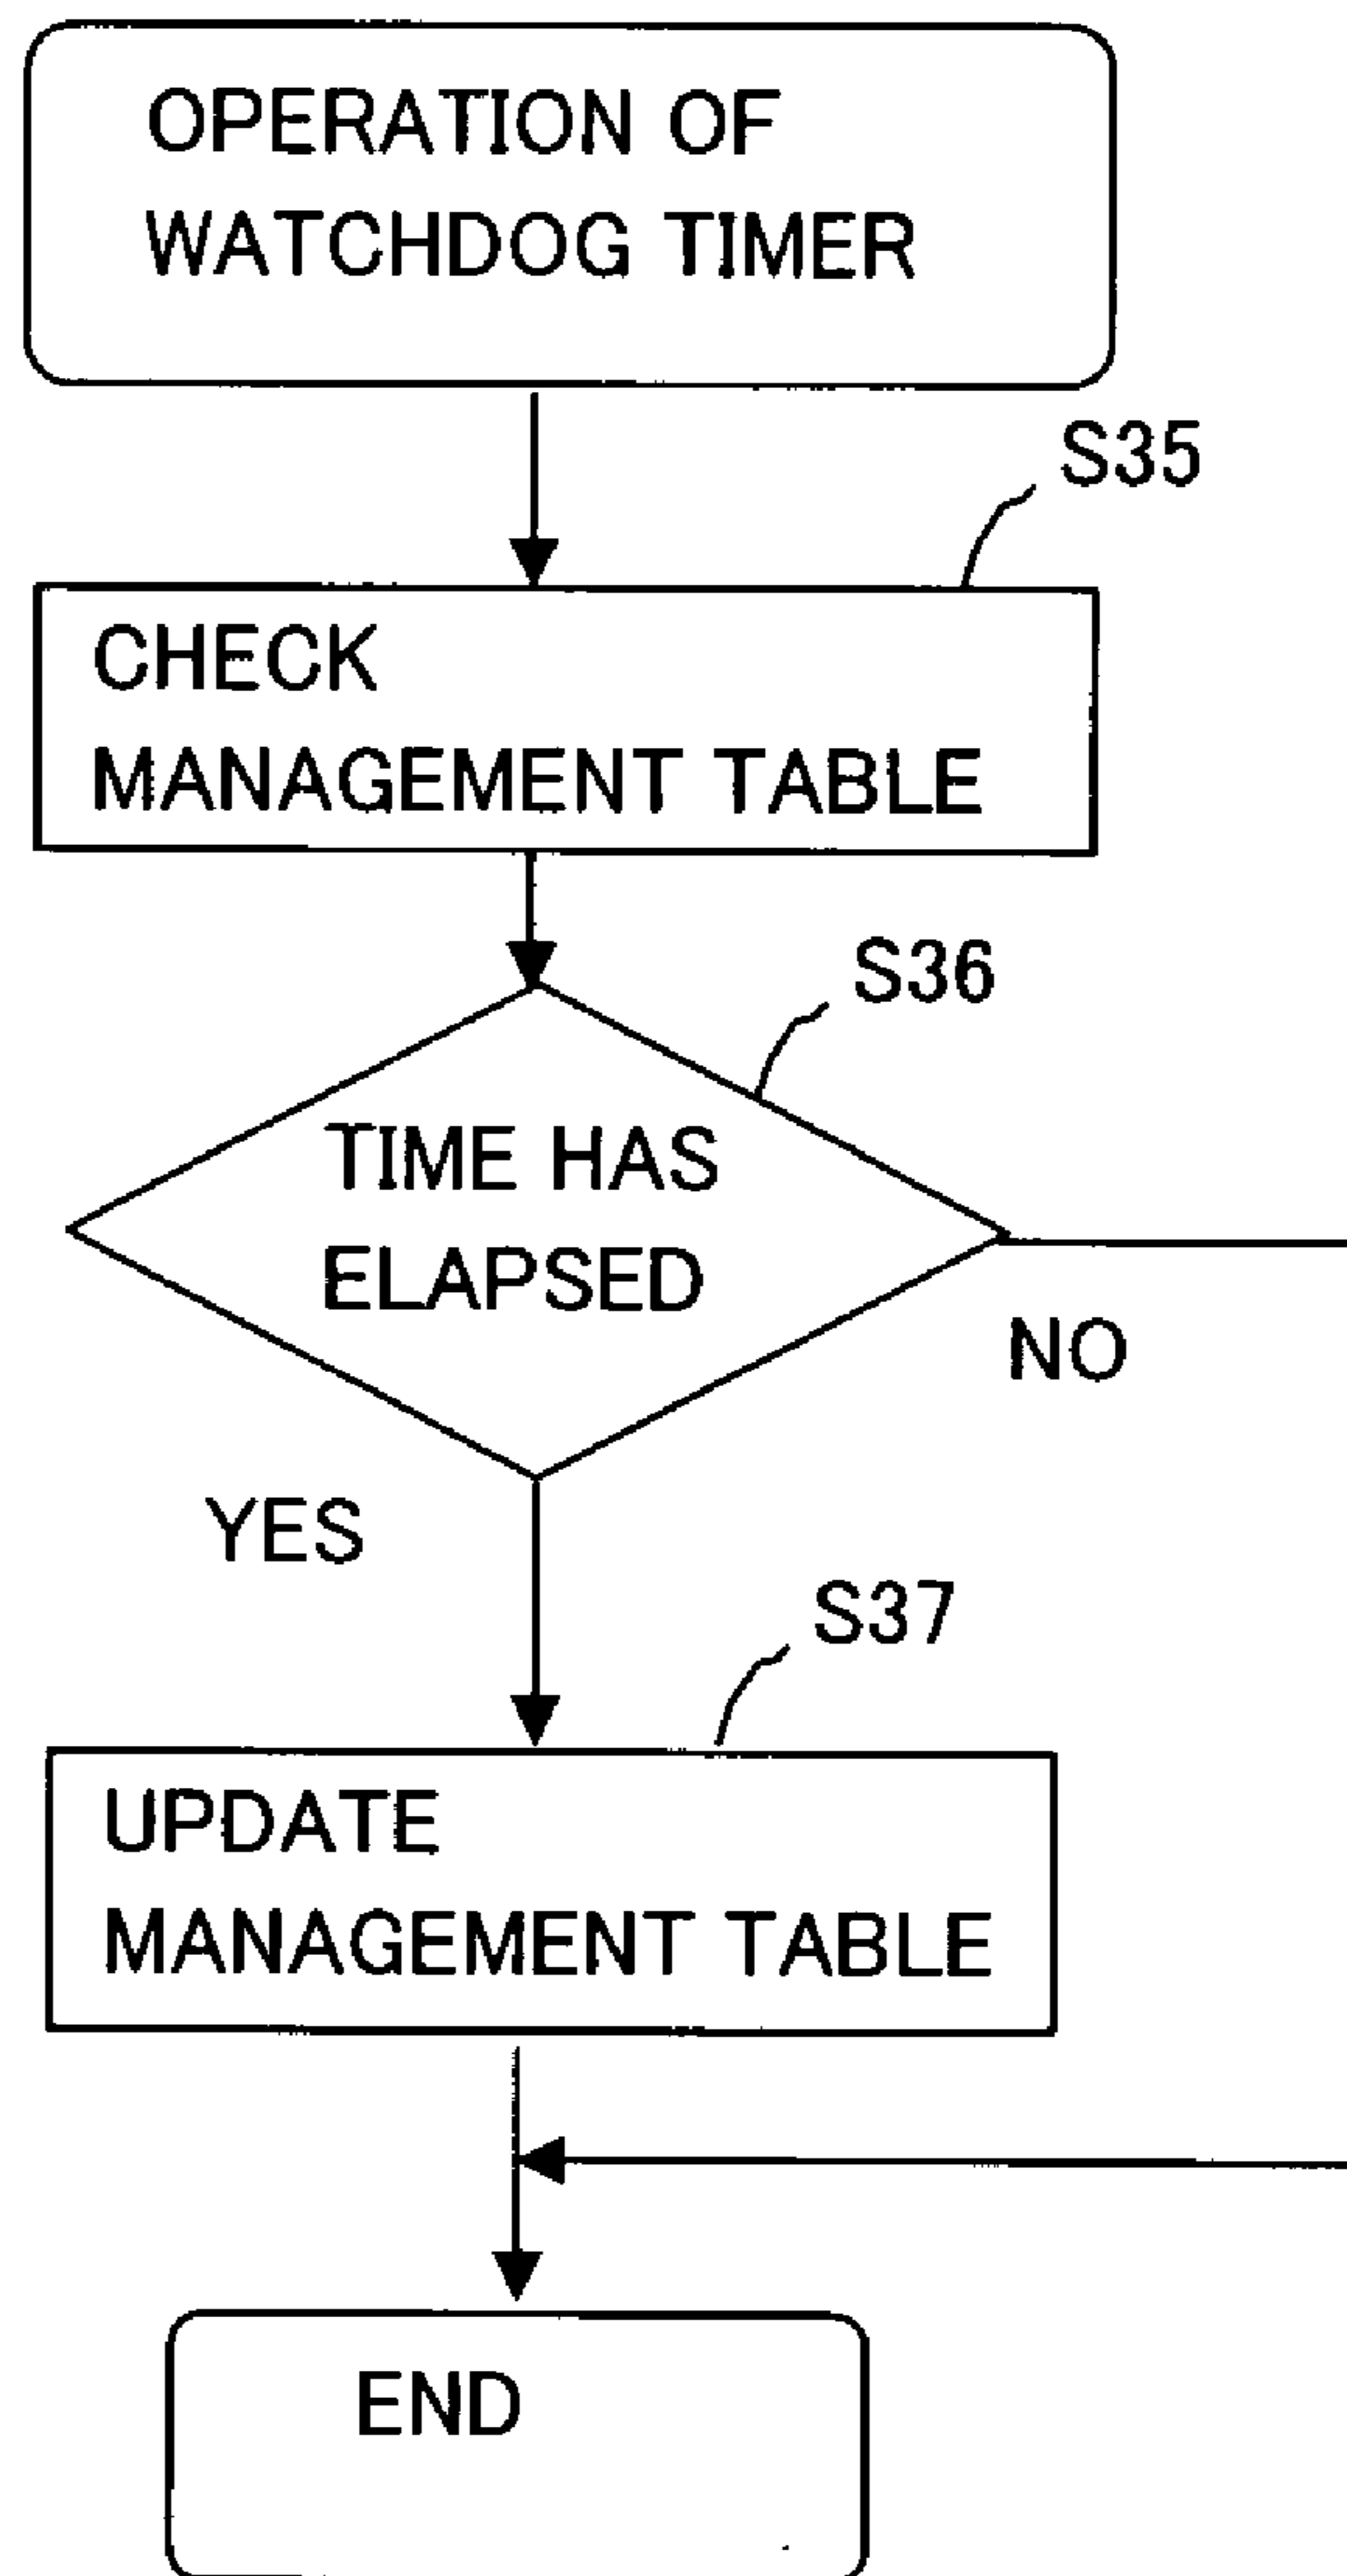 OPERATION OF
WATCHDOG TIMER
S35
CHECK
MANAGEMENT TABLE
S36
TIME HAS
ELAPSED
NO
YES
S37
UPDATE
MANAGEMENT TABLE
END